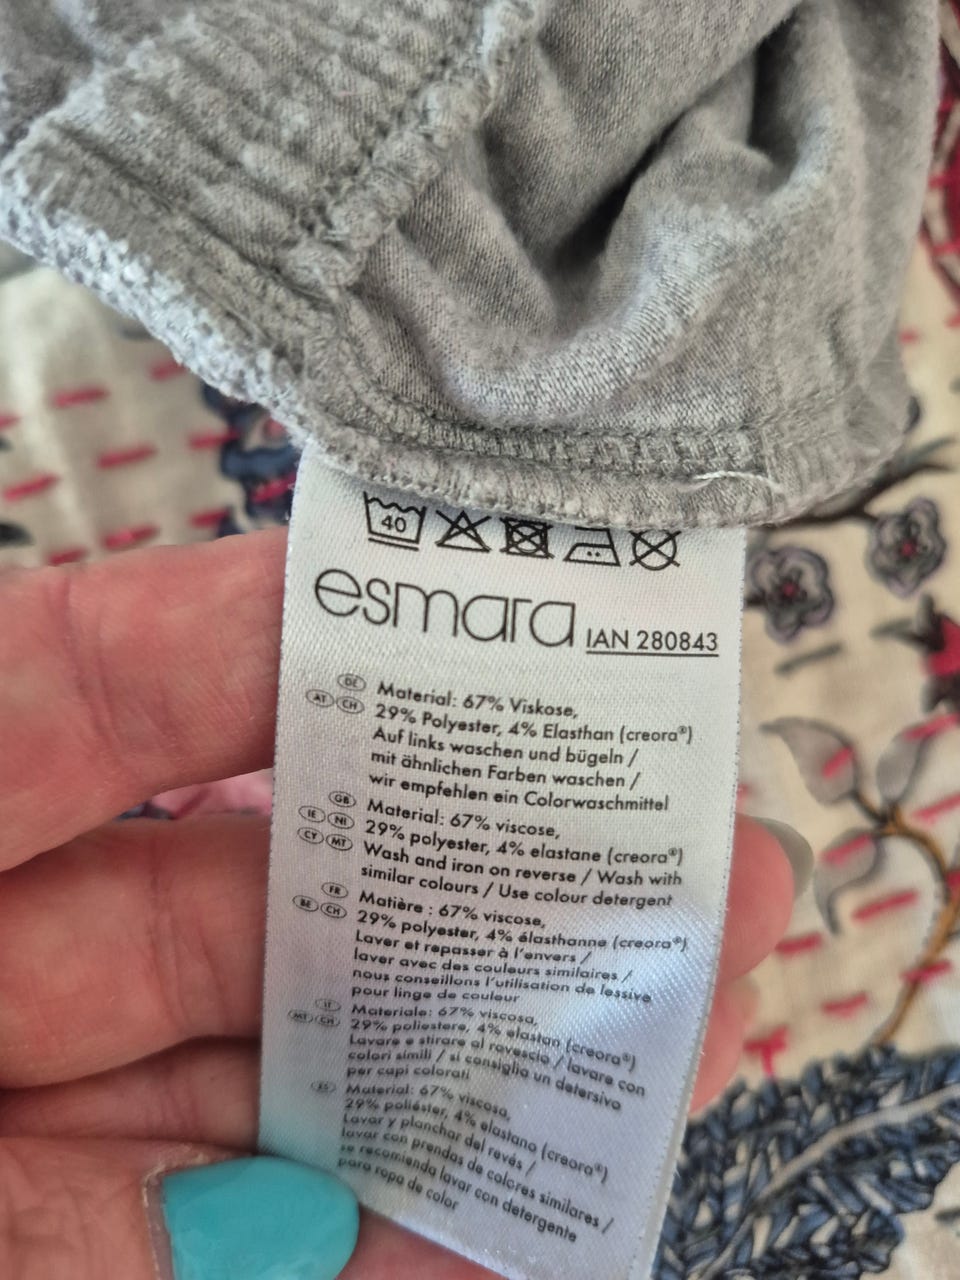 40
esmara IAN 280843
DE Material: 67% Viskose,
AT CH 29% Polyester, 4% Elasthan (creora®)
Auf links waschen und bügeln /
mit ähnlichen Farben waschen /
wir empfehlen ein Colorwaschmittel
GB Material: 67% viscose,
IE NI 29% polyester, 4% elastane (creora®)
CY MT Wash and iron on reverse / Wash with
similar colours / Use colour detergent
FR Matière : 67% viscose,
BE CH 29% polyester, 4% élasthanne (creora®)
Laver et repasser à l'envers /
laver avec des couleurs similaires /
nous conseillons l'utilisation de lessive
pour linge de couleur
IT Materiale: 67% viscosa,
MT CH 29% poliestere, 4% elastan (creora®)
Lavare e stirare al rovescio / lavare con
colori simili / si consiglia un detersivo
per capi colorati
ES Material: 67% viscosa,
29% poliéster, 4% elastano (creora®)
Lavar y planchar del revés /
lavar con prendas de colores similares /
se recomienda lavar con detergente
para ropa de color